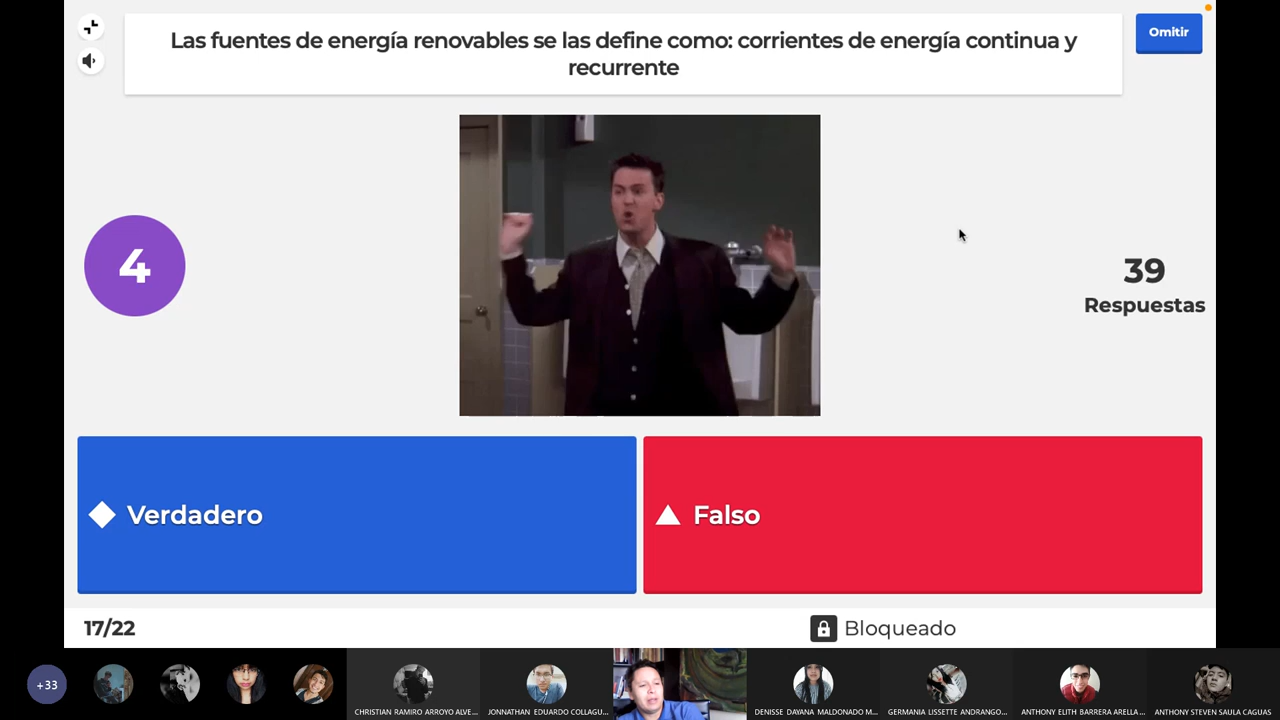 Las fuentes de energía renovables se las define como: corrientes de energía continua y
recurrente
Omitir
4
39
Respuestas
Verdadero
Falso
17/22
Bloqueado
+33
CHRISTIAN RAMIRO ARROYO ALVE...
JONNATHAN EDUARDO COLLAGU...
DENISSE DAYANA MALDONADO M...
GERMANIA LISSETTE ANDRANGO...
ANTHONY ELITH BARRERA ARELLA ...
ANTHONY STEVEN SAULA CAGUAS